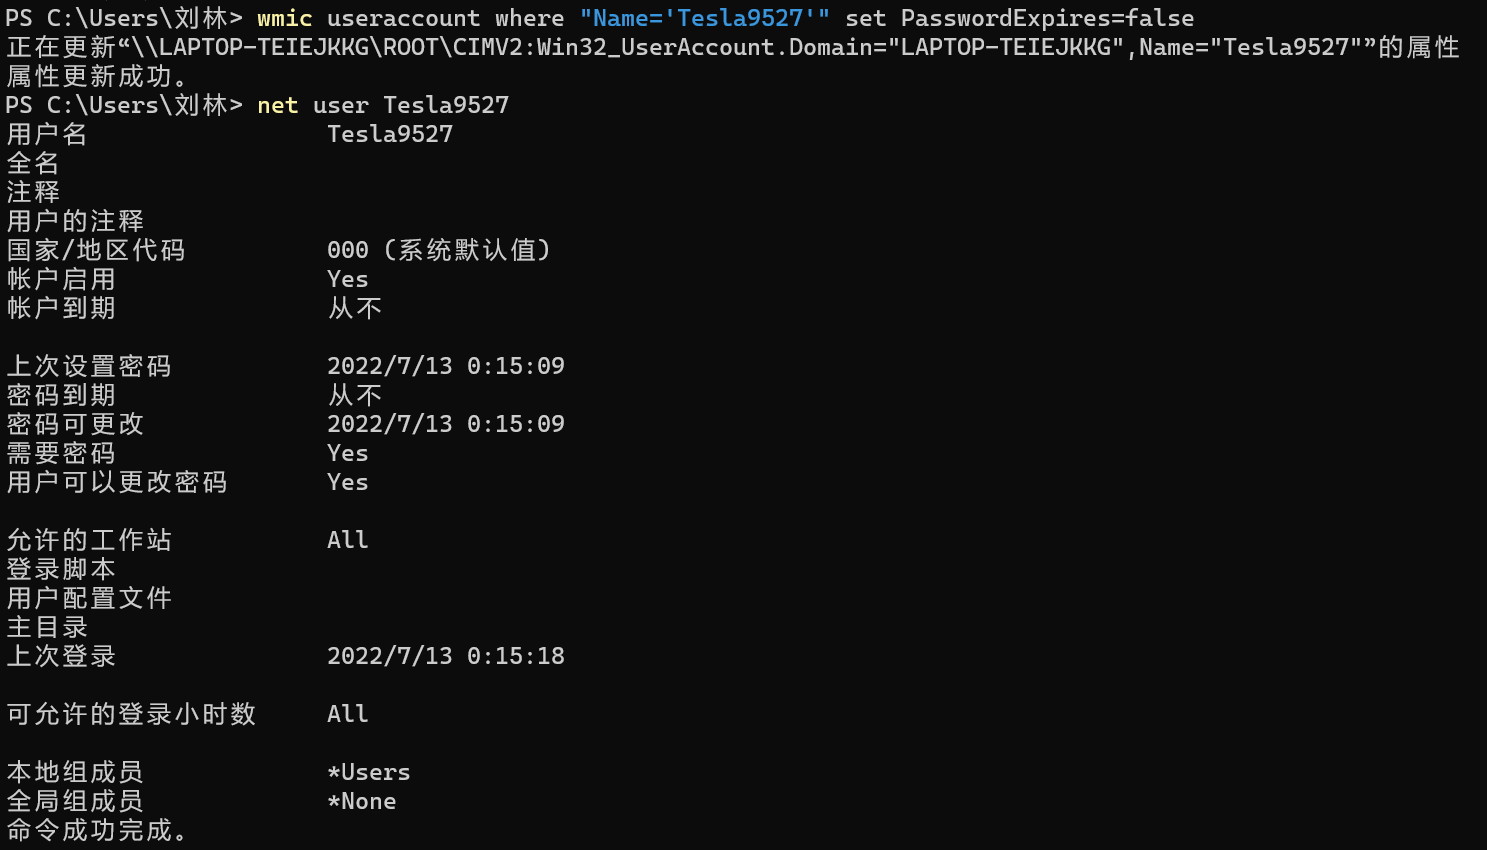 PS C:\Users\刘林> wmic useraccount where "Name='Tesla9527'" set PasswordExpires=false
正在更新“\\LAPTOP-TEIEJKKG\ROOT\CIMV2:Win32_UserAccount.Domain="LAPTOP-TEIEJKKG",Name="Tesla9527"”的属性
属性更新成功。
PS C:\Users\刘林> net user Tesla9527
用户名 Tesla9527
全名
注释
用户的注释
国家/地区代码 000 (系统默认值)
帐户启用 Yes
帐户到期 从不
上次设置密码 2022/7/13 0:15:09
密码到期 从不
密码可更改 2022/7/13 0:15:09
需要密码 Yes
用户可以更改密码 Yes
允许的工作站 All
登录脚本
用户配置文件
主目录
上次登录 2022/7/13 0:15:18
可允许的登录小时数 All
本地组成员 *Users
全局组成员 *None
命令成功完成。